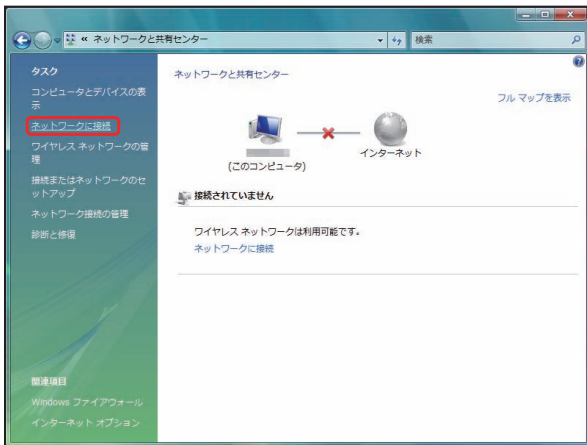 « ネットワークと共有センター
検索
タスク
コンピュータとデバイスの表
示
ネットワークに接続
ワイヤレス ネットワークの管
理
接続またはネットワークのセ
ットアップ
ネットワーク接続の管理
診断と修復
関連項目
Windows ファイアウォール
インターネット オプション
ネットワークと共有センター
フル マップを表示
(このコンピュータ)
インターネット
接続されていません
ワイヤレス ネットワークは利用可能です。
ネットワークに接続